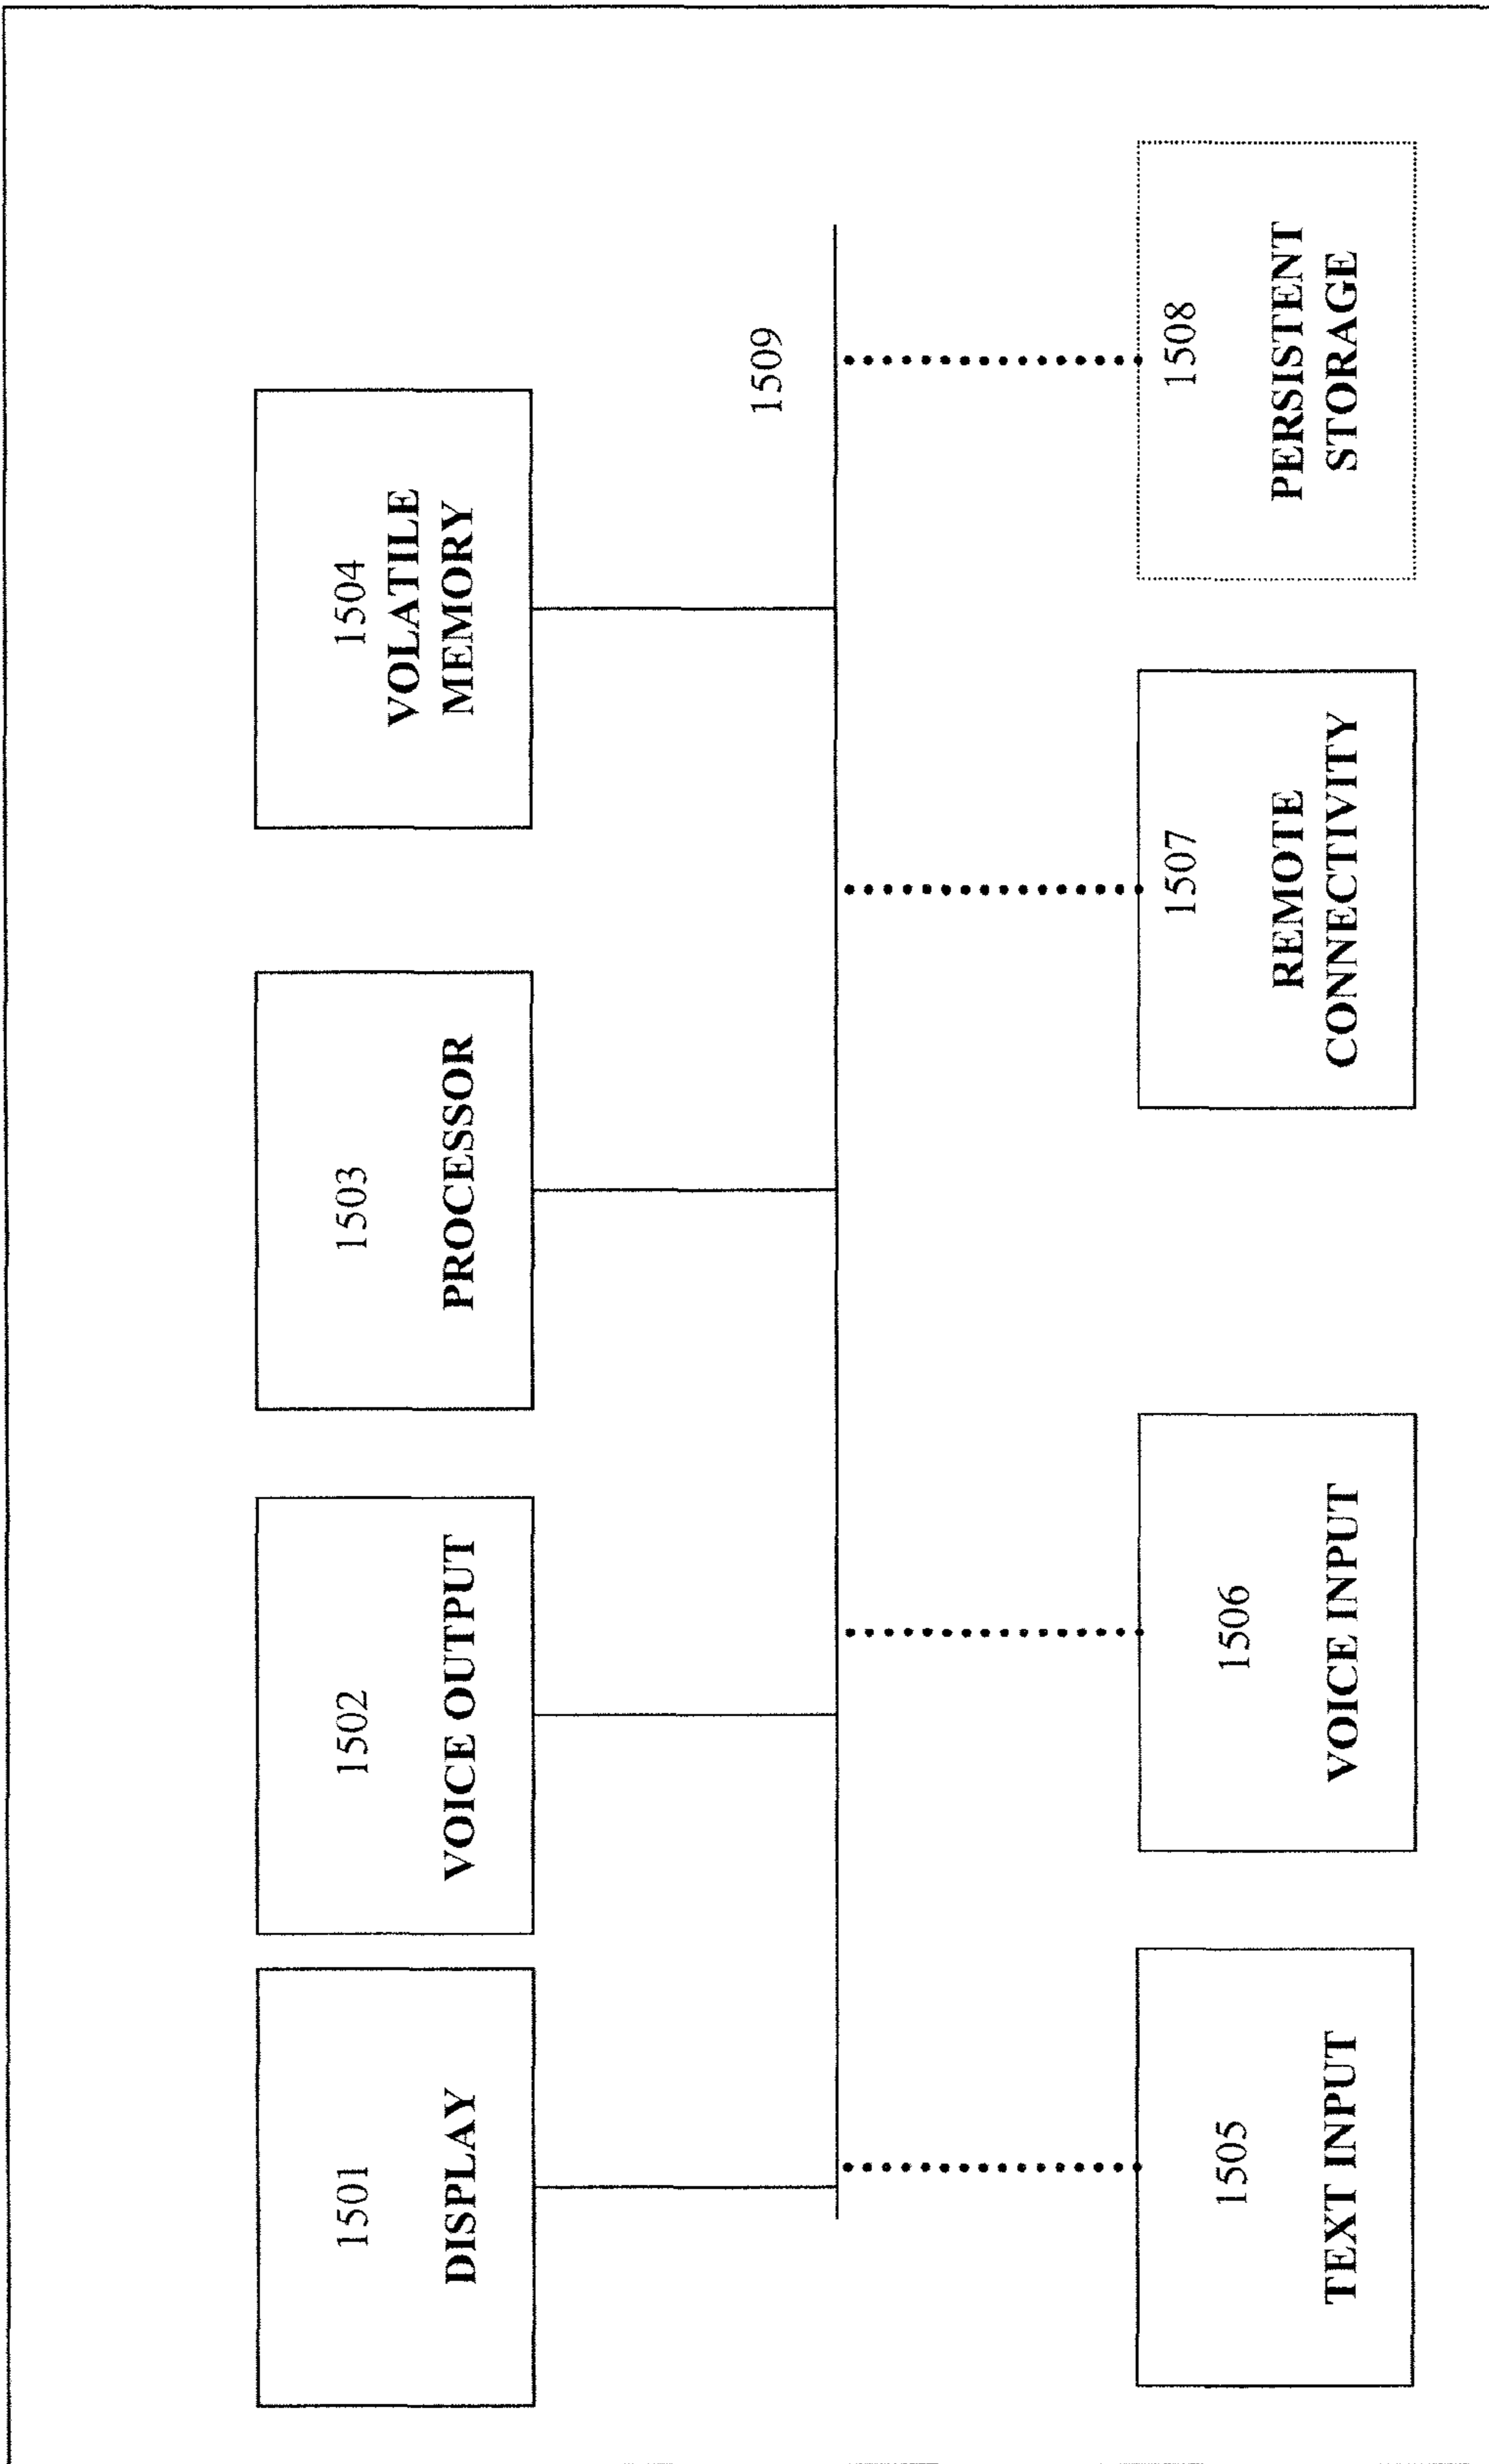 1501
DISPLAY
1502
VOICE OUTPUT
1503
PROCESSOR
1504
VOLATILE
MEMORY
1509
1505
TEXT INPUT
1506
VOICE INPUT
1507
REMOTE
CONNECTIVITY
1508
PERSISTENT
STORAGE